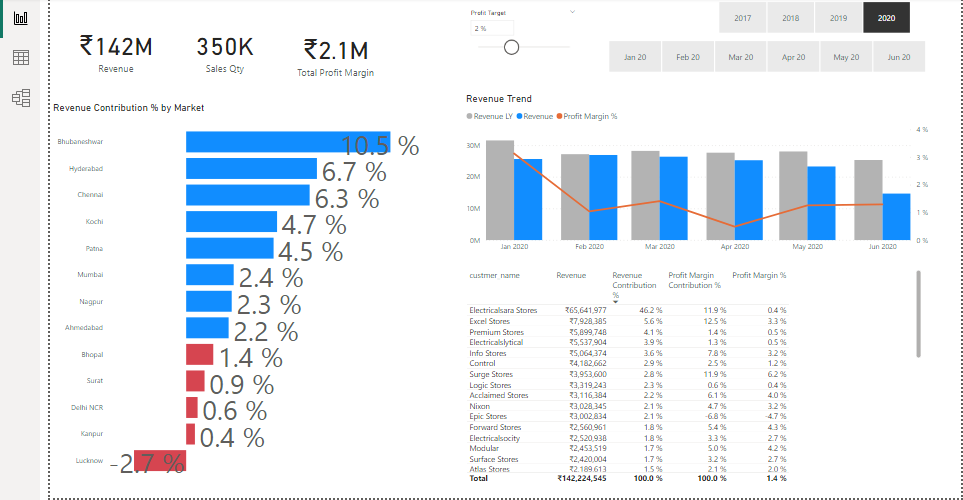 ₹142M
Revenue
350K
Sales Qty
₹2.1M
Total Profit Margin
Profit Target
2 %
2017 2018 2019 2020
Jan 20 Feb 20 Mar 20 Apr 20 May 20 Jun 20
Revenue Contribution % by Market
Bhubaneshwar 10.5 %
Hyderabad 6.7 %
Chennai 6.3 %
Kochi 4.7 %
Patna 4.5 %
Mumbai 2.4 %
Nagpur 2.3 %
Ahmedabad 2.2 %
Bhopal 1.4 %
Surat 0.9 %
Delhi NCR 0.6 %
Kanpur 0.4 %
Lucknow -2.7 %
Revenue Trend
Revenue LY Revenue Profit Margin %
4 %
30M 3 %
20M 2 %
10M 1 %
0M 0 %
Jan 2020 Feb 2020 Mar 2020 Apr 2020 May 2020 Jun 2020
custmer_name Revenue Revenue Contribution % Profit Margin Contribution % Profit Margin %
Electricalsara Stores ₹65,641,977 46.2 % 11.9 % 0.4 %
Excel Stores ₹7,928,385 5.6 % 12.5 % 3.3 %
Premium Stores ₹5,899,748 4.1 % 1.4 % 0.5 %
Electricalslytical ₹5,537,904 3.9 % 1.3 % 0.5 %
Info Stores ₹5,064,374 3.6 % 7.8 % 3.2 %
Control ₹4,182,662 2.9 % 2.5 % 1.2 %
Surge Stores ₹3,953,600 2.8 % 11.9 % 6.2 %
Logic Stores ₹3,319,243 2.3 % 0.6 % 0.4 %
Acclaimed Stores ₹3,116,384 2.2 % 6.1 % 4.0 %
Nixon ₹3,028,345 2.1 % 4.7 % 3.2 %
Epic Stores ₹3,002,834 2.1 % -6.8 % -4.7 %
Forward Stores ₹2,560,961 1.8 % 5.4 % 4.3 %
Electricalsocity ₹2,520,938 1.8 % 3.3 % 2.7 %
Modular ₹2,453,519 1.7 % 5.0 % 4.2 %
Surface Stores ₹2,420,004 1.7 % 3.2 % 2.7 %
Atlas Stores ₹2,189,613 1.5 % 2.1 % 2.0 %
Total ₹142,224,545 100.0 % 100.0 % 1.4 %